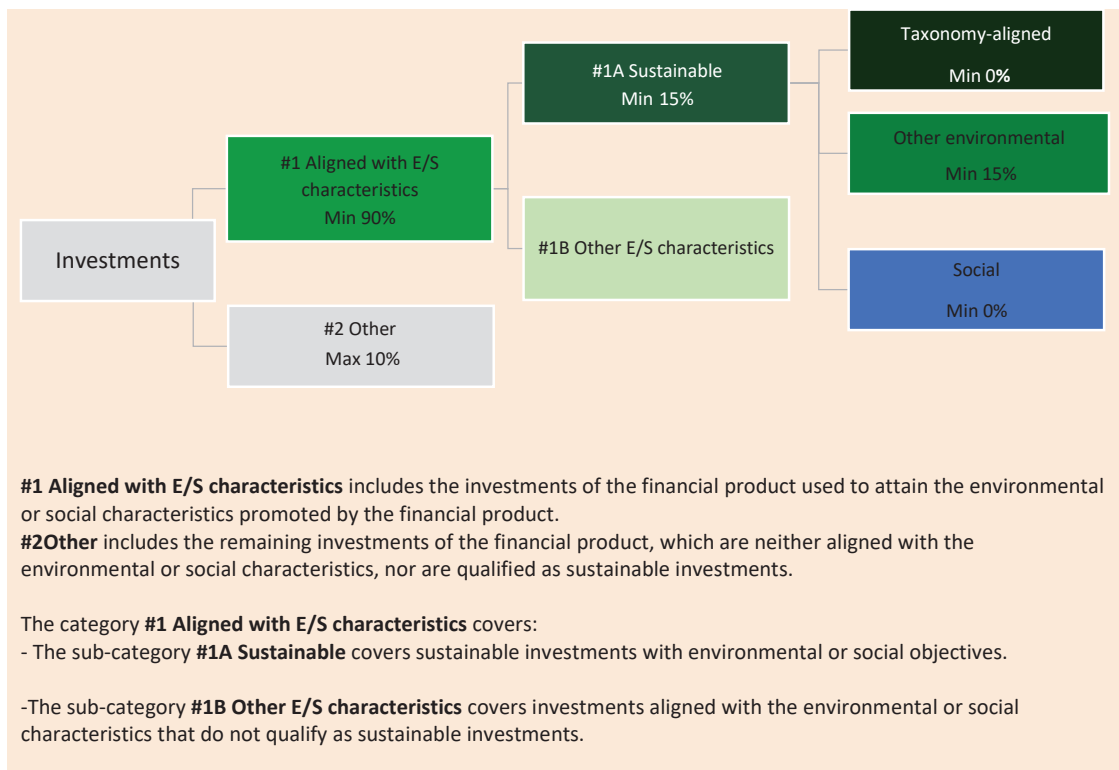 Investments
#1 Aligned with E/S
characteristics
Min 90%
#2 Other
Max 10%
#1A Sustainable
Min 15%
#1B Other E/S characteristics
Taxonomy-aligned
Min 0%
Other environmental
Min 15%
Social
Min 0%
#1 Aligned with E/S characteristics includes the investments of the financial product used to attain the environmental
or social characteristics promoted by the financial product.
#2Other includes the remaining investments of the financial product, which are neither aligned with the
environmental or social characteristics, nor are qualified as sustainable investments.
The category #1 Aligned with E/S characteristics covers:
- The sub-category #1A Sustainable covers sustainable investments with environmental or social objectives.
-The sub-category #1B Other E/S characteristics covers investments aligned with the environmental or social
characteristics that do not qualify as sustainable investments.